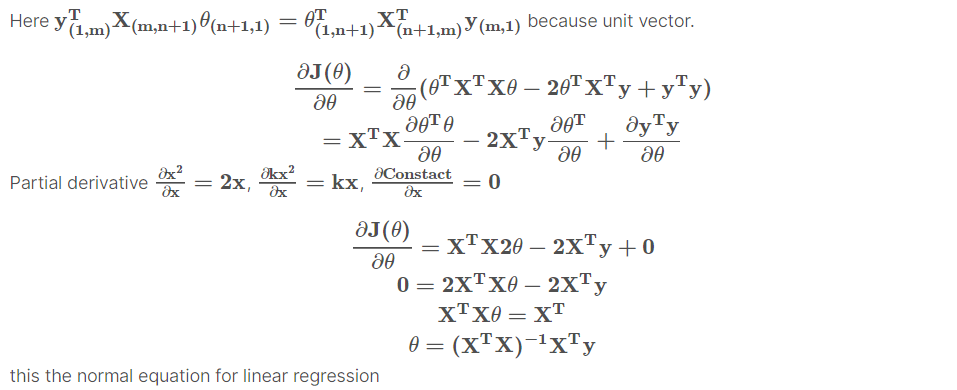 Here y^T_(1,m) X_(m,n+1) θ_(n+1,1) = θ^T_(1,n+1) X^T_(n+1,m) y_(m,1) because unit vector.
∂J(θ)/∂θ = ∂/∂θ (θ^T X^T Xθ − 2θ^T X^T y + y^T y)
= X^T X ∂θ^T θ/∂θ − 2X^T y ∂θ^T/∂θ + ∂y^T y/∂θ
Partial derivative ∂x²/∂x = 2x, ∂kx²/∂x = kx, ∂Constact/∂x = 0
∂J(θ)/∂θ = X^T X2θ − 2X^T y + 0
0 = 2X^T Xθ − 2X^T y
X^T Xθ = X^T
θ = (X^T X)^−1 X^T y
this the normal equation for linear regression